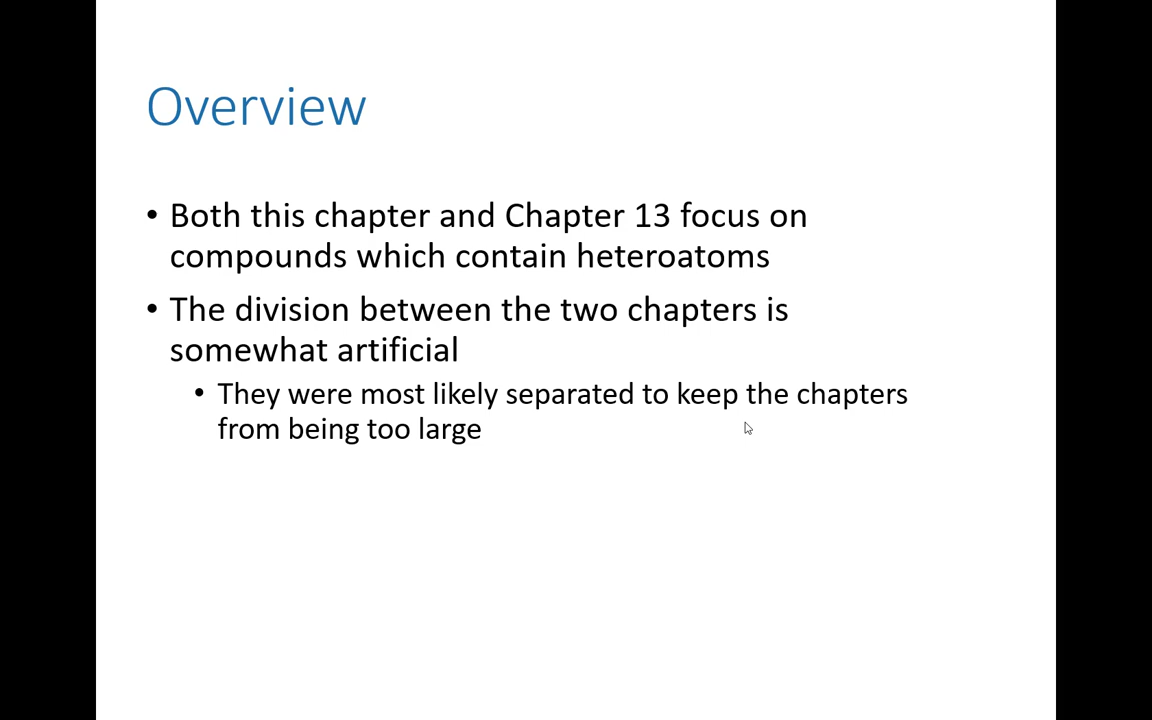 Overview
• Both this chapter and Chapter 13 focus on
compounds which contain heteroatoms
• The division between the two chapters is
somewhat artificial
• They were most likely separated to keep the chapters
from being too large